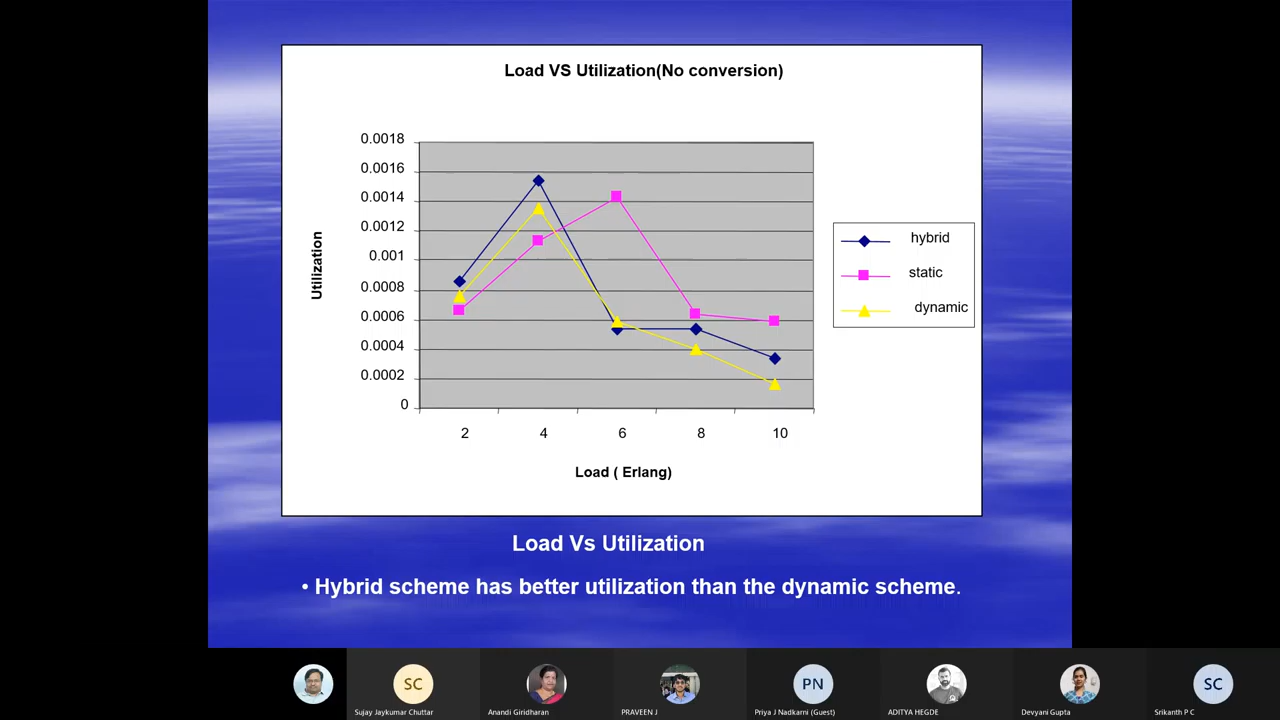 Load VS Utilization(No conversion)
0.0018
0.0016
0.0014
0.0012
0.001
0.0008
0.0006
0.0004
0.0002
0
Utilization
2 4 6 8 10
Load ( Erlang)
hybrid
static
dynamic
Load Vs Utilization
• Hybrid scheme has better utilization than the dynamic scheme.
SC PN SC
Sujay Jaykumar Chuttar Anandi Giridharan PRAVEEN J Priya J Nadkarni (Guest) ADITYA HEGDE Devyani Gupta Srikanth P C